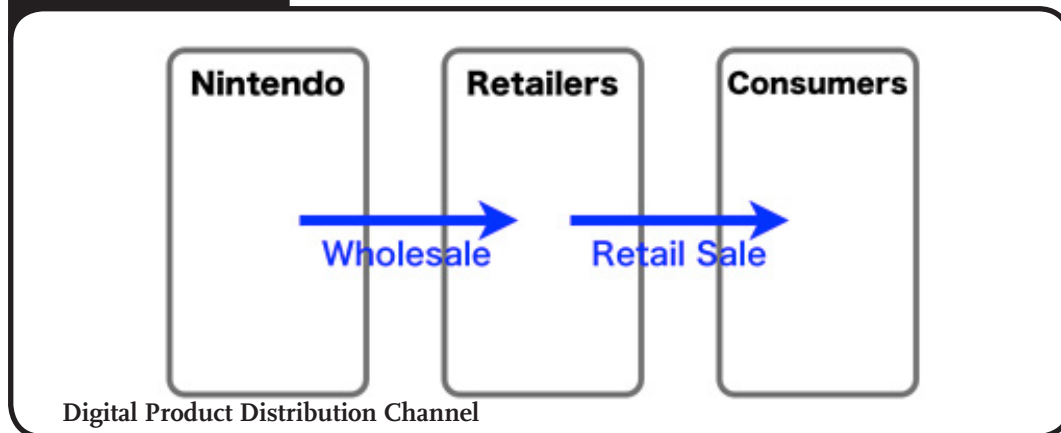 Nintendo Retailers Consumers
Wholesale Retail Sale
Digital Product Distribution Channel